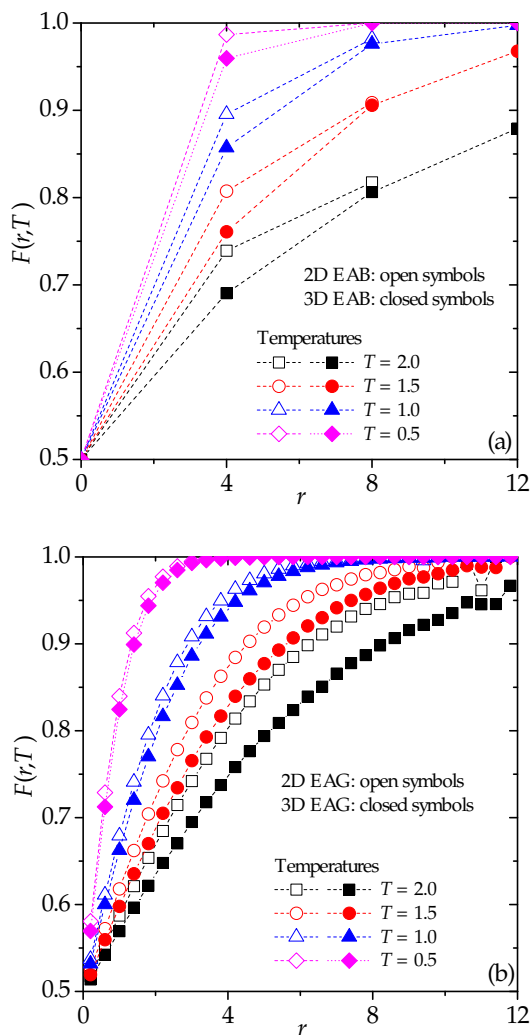 1.0
0.9
0.8
0.7
0.6
0.5
F(r,T)
2D EAB: open symbols
3D EAB: closed symbols
Temperatures
T = 2.0
T = 1.5
T = 1.0
T = 0.5
(a)
0 4 8 12
r
1.0
0.9
0.8
0.7
0.6
0.5
F(r,T)
2D EAG: open symbols
3D EAG: closed symbols
Temperatures
T = 2.0
T = 1.5
T = 1.0
T = 0.5
(b)
0 2 4 6 8 10 12
r